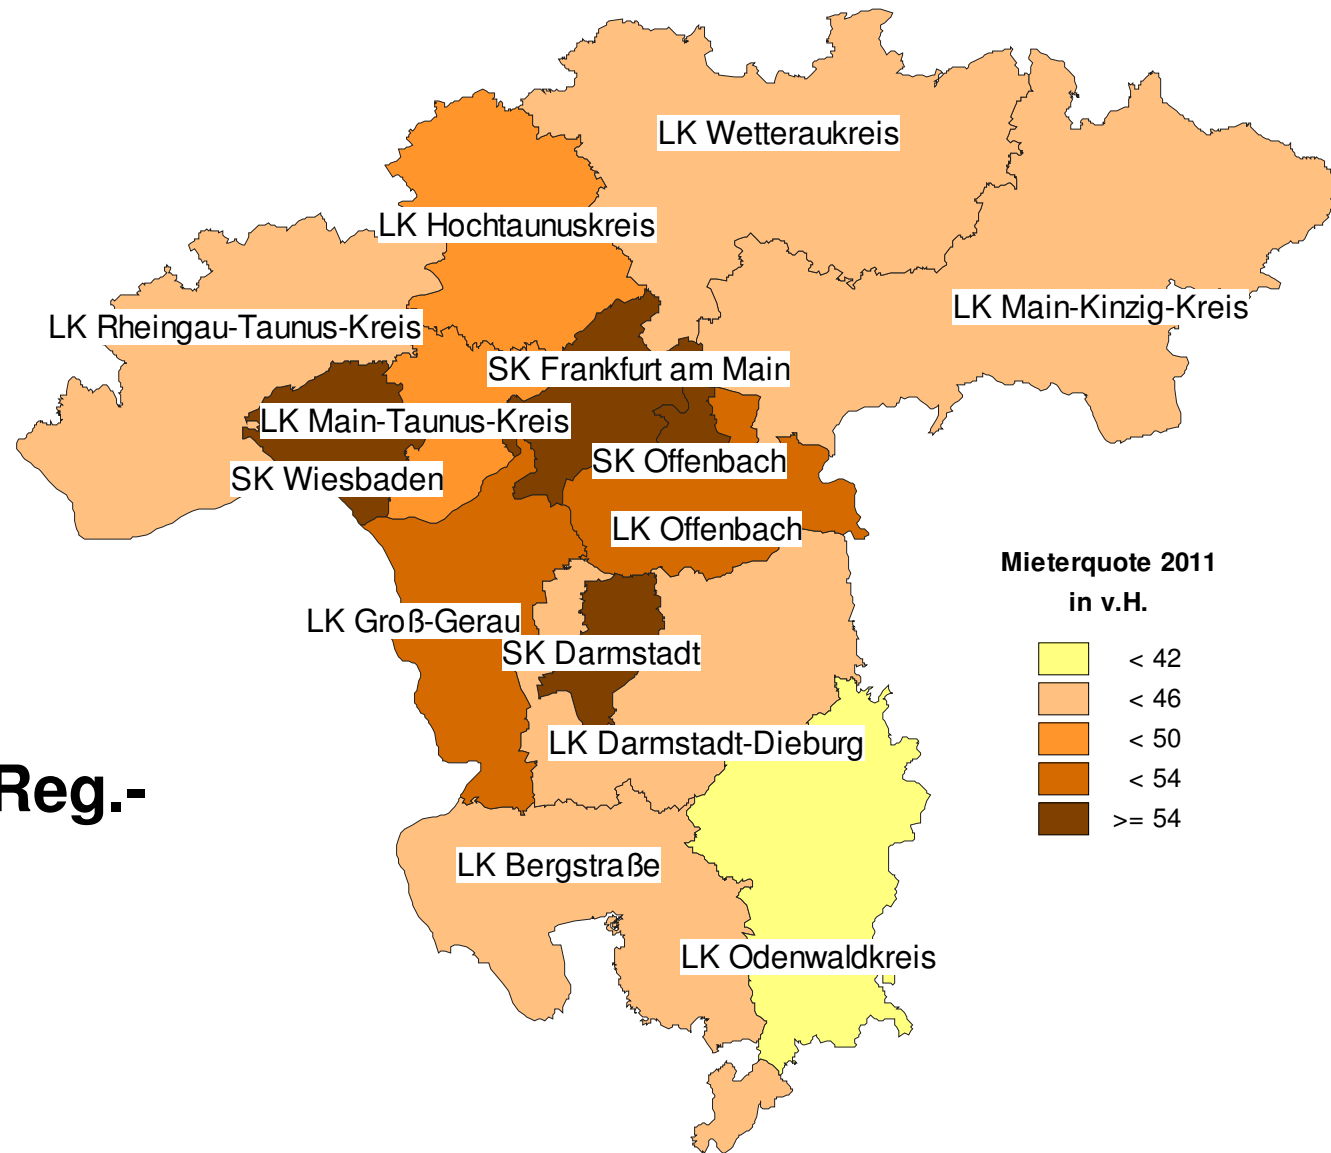 LK Wetteraukreis
LK Hochtaunuskreis
LK Main-Kinzig-Kreis
LK Rheingau-Taunus-Kreis
SK Frankfurt am Main
LK Main-Taunus-Kreis
SK Offenbach
SK Wiesbaden
LK Offenbach
LK Groß-Gerau
SK Darmstadt
LK Darmstadt-Dieburg
LK Bergstraße
LK Odenwaldkreis
Reg.-
Mieterquote 2011
in v.H.
< 42
< 46
< 50
< 54
>= 54